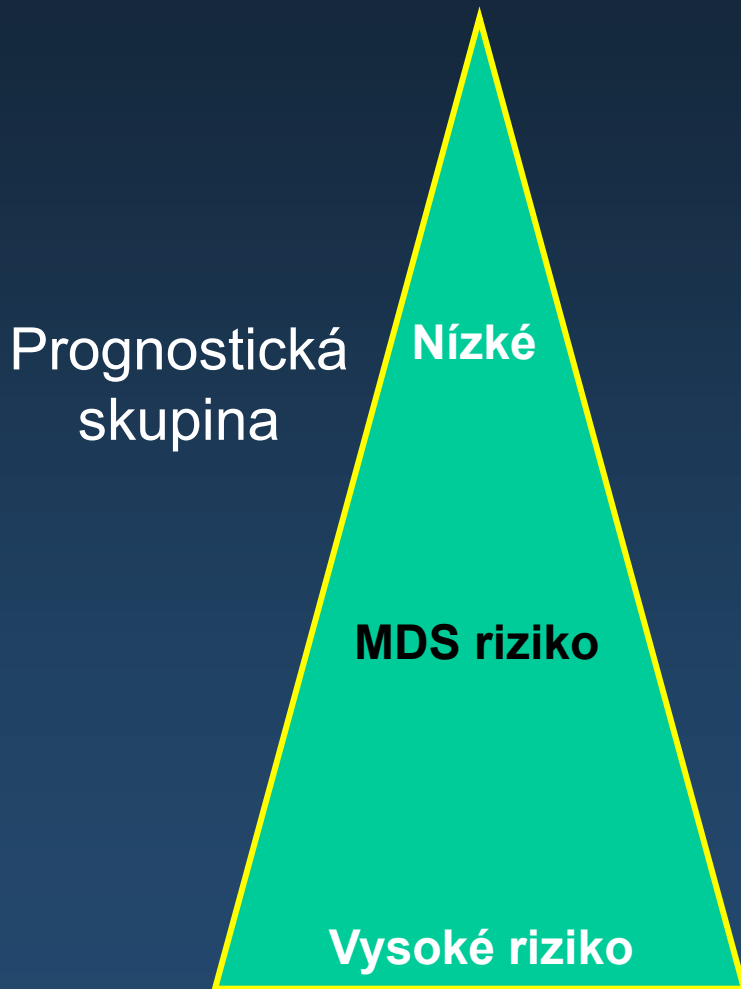 Prognostická
skupina
Nízké
MDS riziko
Vysoké riziko